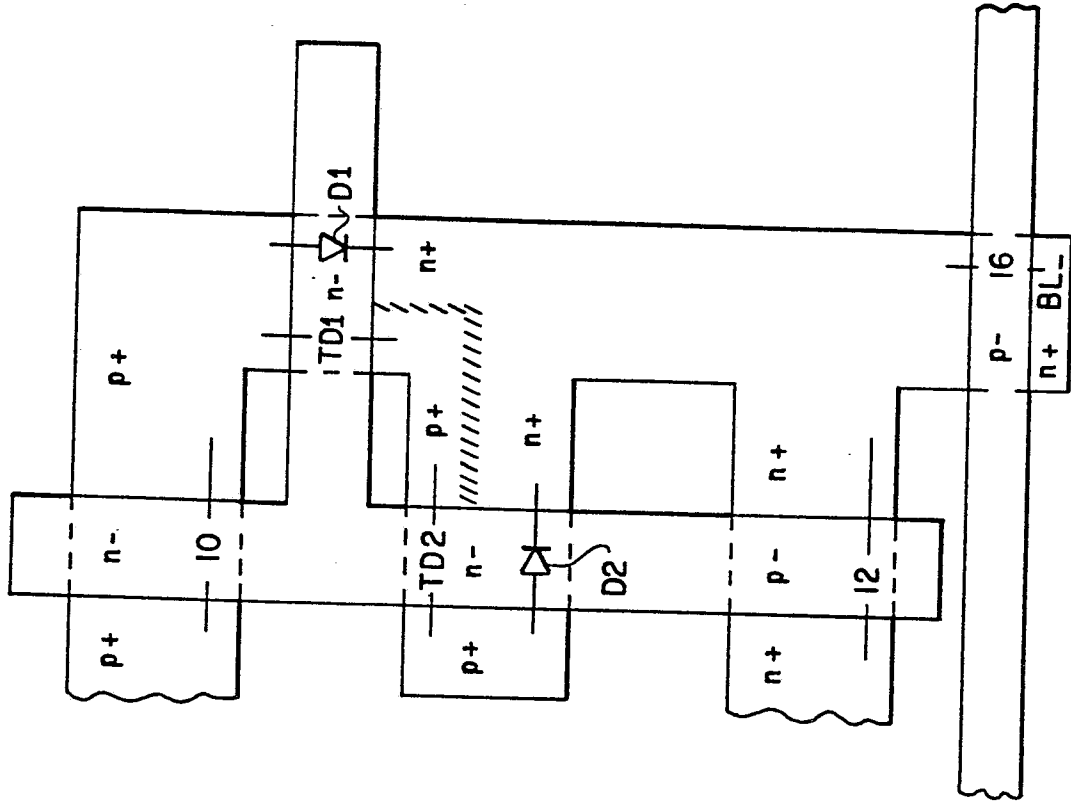 D1
n-
TD1
n+
p+
p+
n+
n+
16
BL_
p-
n+
n-
10
TD2
n-
D2
p-
12
p+
p+
n+